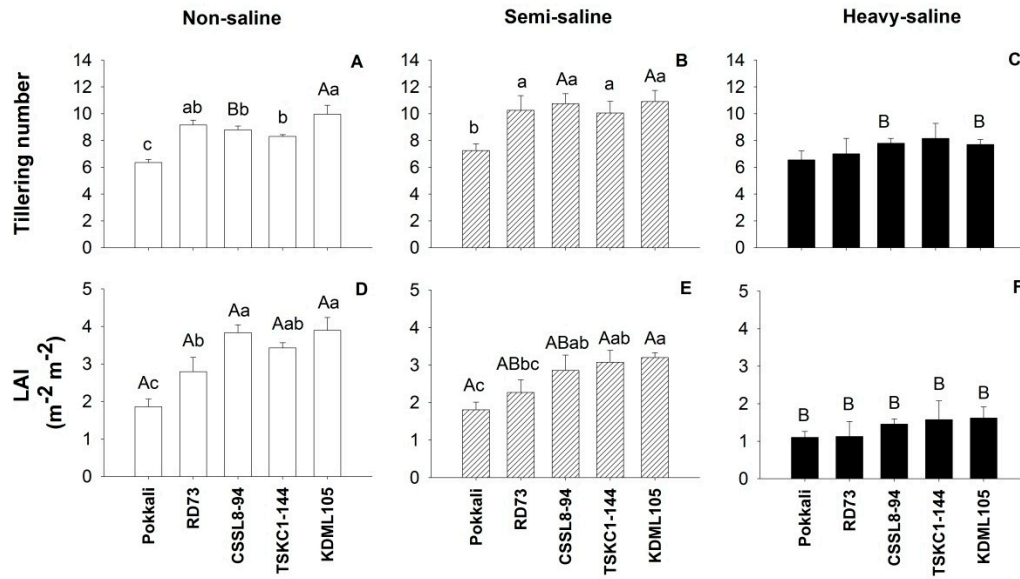 Non-saline Semi-saline Heavy-saline
Tillering number
A
14
12
10
8
6
4
2
0
c ab Bb b Aa
B
14
12
10
8
6
4
2
0
b a Aa a Aa
C
14
12
10
8
6
4
2
0
B B
LAI
(m⁻² m⁻²)
D
5
4
3
2
1
0
Ac Ab Aa Aab Aa
Pokkali
RD73
CSSL8-94
TSKC1-144
KDML105
E
5
4
3
2
1
0
Ac ABbc ABab Aab Aa
Pokkali
RD73
CSSL8-94
TSKC1-144
KDML105
F
5
4
3
2
1
0
B B B B B
Pokkali
RD73
CSSL8-94
TSKC1-144
KDML105